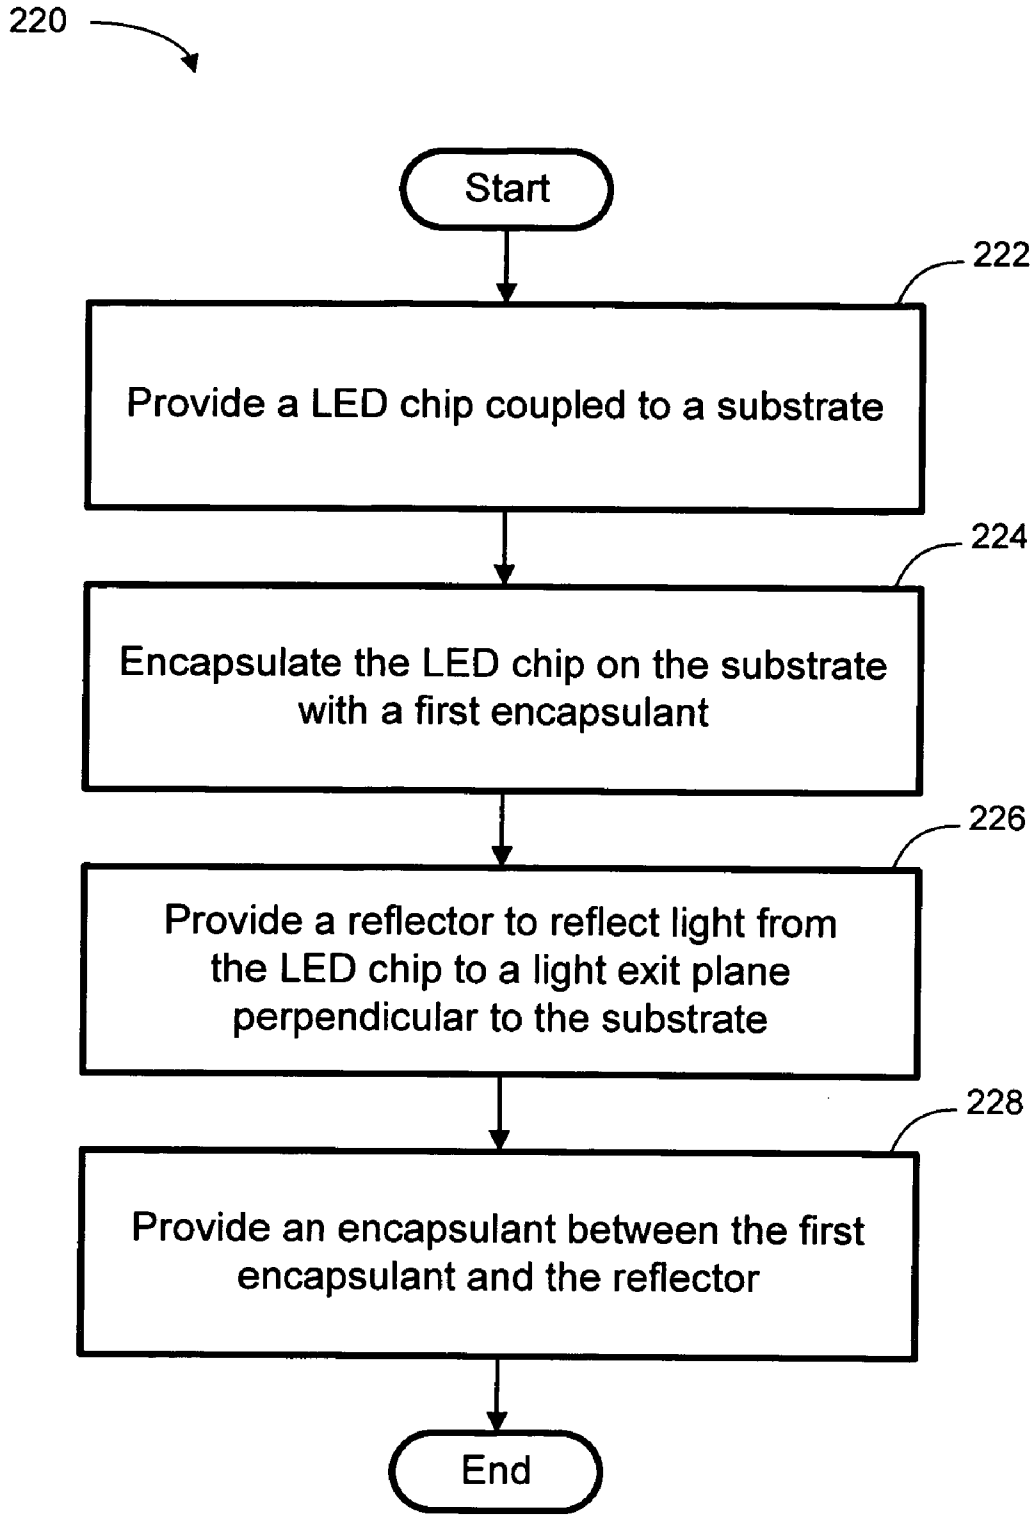 220
Start
222
Provide a LED chip coupled to a substrate
224
Encapsulate the LED chip on the substrate
with a first encapsulant
226
Provide a reflector to reflect light from
the LED chip to a light exit plane
perpendicular to the substrate
228
Provide an encapsulant between the first
encapsulant and the reflector
End